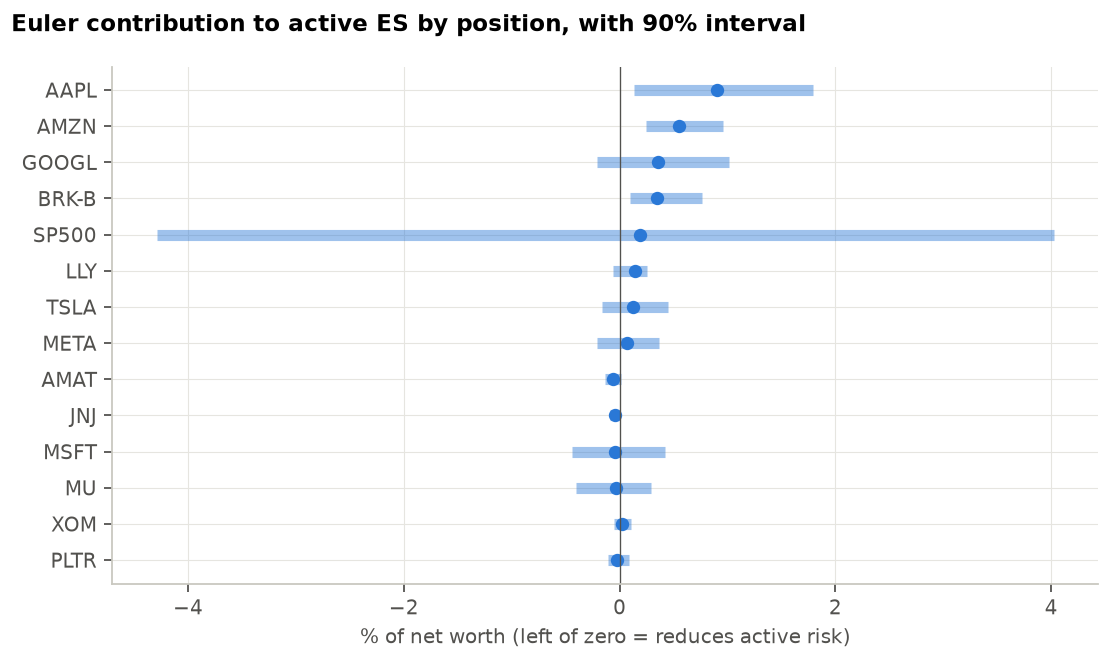 Euler contribution to active ES by position, with 90% interval
AAPL
AMZN
GOOGL
BRK-B
SP500
LLY
TSLA
META
AMAT
JNJ
MSFT
MU
XOM
PLTR
−4 −2 0 2 4
% of net worth (left of zero = reduces active risk)